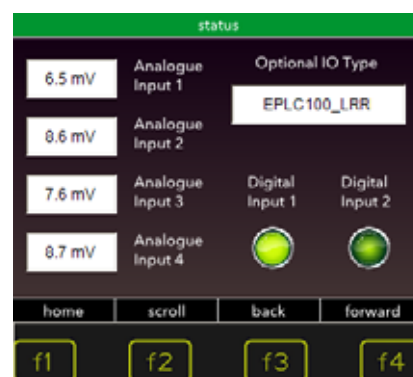 status
6.5 mV
Analogue
Input 1
8.6 mV
Analogue
Input 2
7.6 mV
Analogue
Input 3
8.7 mV
Analogue
Input 4
Optional IO Type
EPLC100_LRR
Digital
Input 1
Digital
Input 2
home scroll back forward
f1 f2 f3 f4